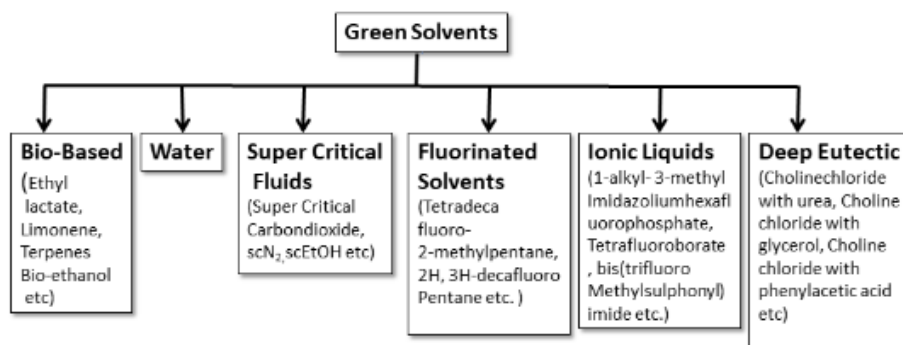 Green Solvents
Bio-Based
(Ethyl
lactate,
Limonene,
Terpenes
Bio-ethanol
etc)
Water
Super Critical
Fluids
(Super Critical
Carbondioxide,
scN₂, scEtOH etc)
Fluorinated
Solvents
(Tetradeca
fluoro-
2-methylpentane,
2H, 3H-decafluoro
Pentane etc. )
Ionic Liquids
(1-alkyl- 3-methyl
Imidazoliumhexafl
uorophosphate,
Tetrafluoroborate
, bis(trifluoro
Methylsulphonyl)
imide etc.)
Deep Eutectic
(Cholinechloride
with urea, Choline
chloride with
glycerol, Choline
chloride with
phenylacetic acid
etc)